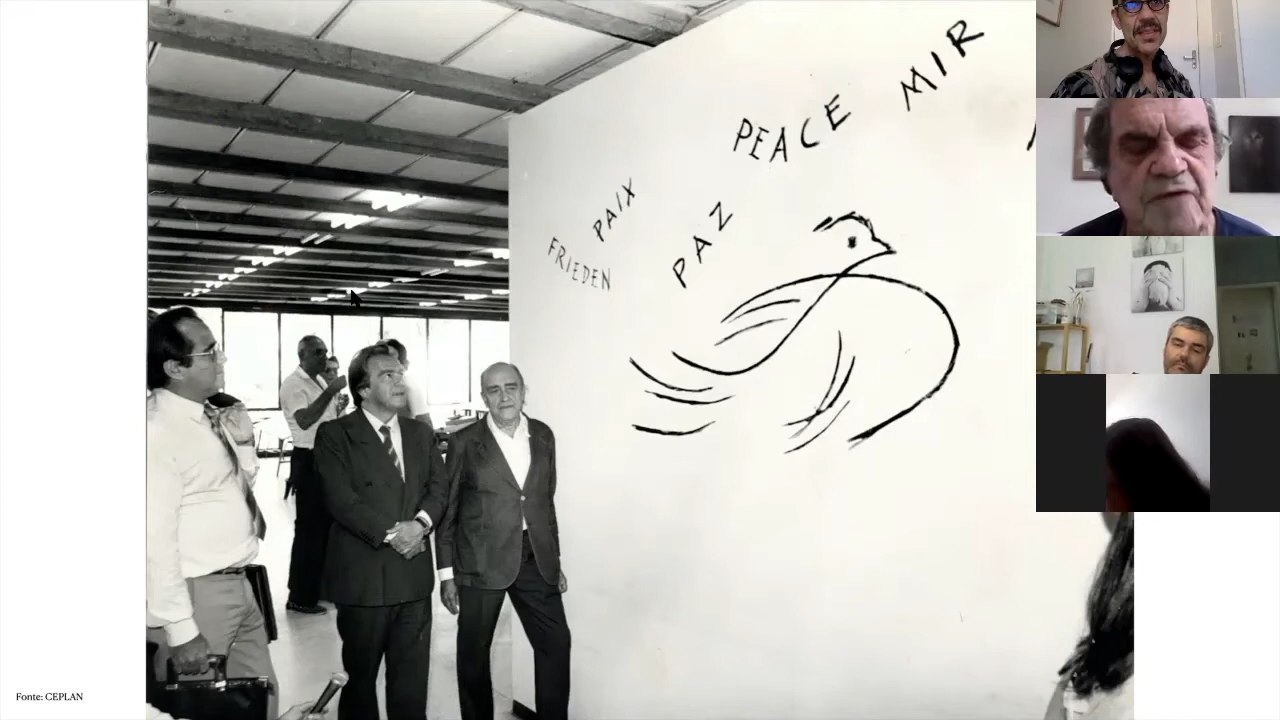 FRIEDEN
PAIX
PAZ
PEACE
MIR
Fonte: CEPLAN